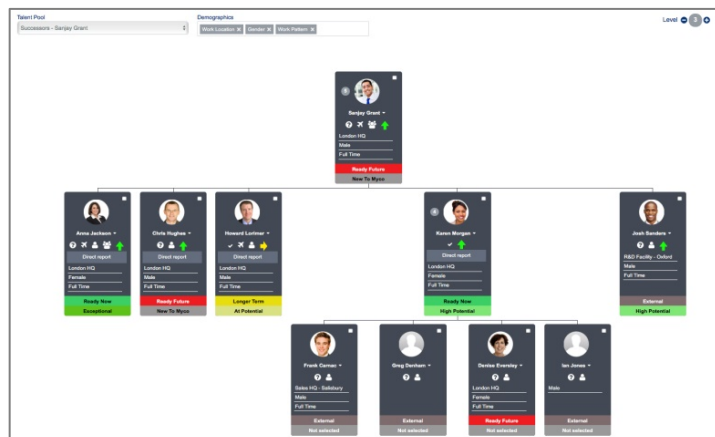 Talent Pool
Successors - Sanjay Grant
Demographics
Work Location x Gender x Work Pattern x
Level 3
Sanjay Grant
London HQ
Male
Full Time
Ready Future
New To Myco
Anna Jackson
Direct report
London HQ
Female
Full Time
Ready Now
Exceptional
Chris Hughes
Direct report
London HQ
Male
Full Time
Ready Future
New To Myco
Howard Lorimer
Direct report
London HQ
Male
Full Time
Longer Term
At Potential
Karen Morgan
Direct report
London HQ
Female
Full Time
Ready Now
High Potential
Josh Sanders
R&D Facility - Oxford
Male
Full Time
External
High Potential
Frank Carnac
Sales HQ - Salisbury
Male
Full Time
External
Not selected
Greg Denham
External
Not selected
Denise Eversley
London HQ
Female
Full Time
Ready Future
Not selected
Ian Jones
Male
External
Not selected